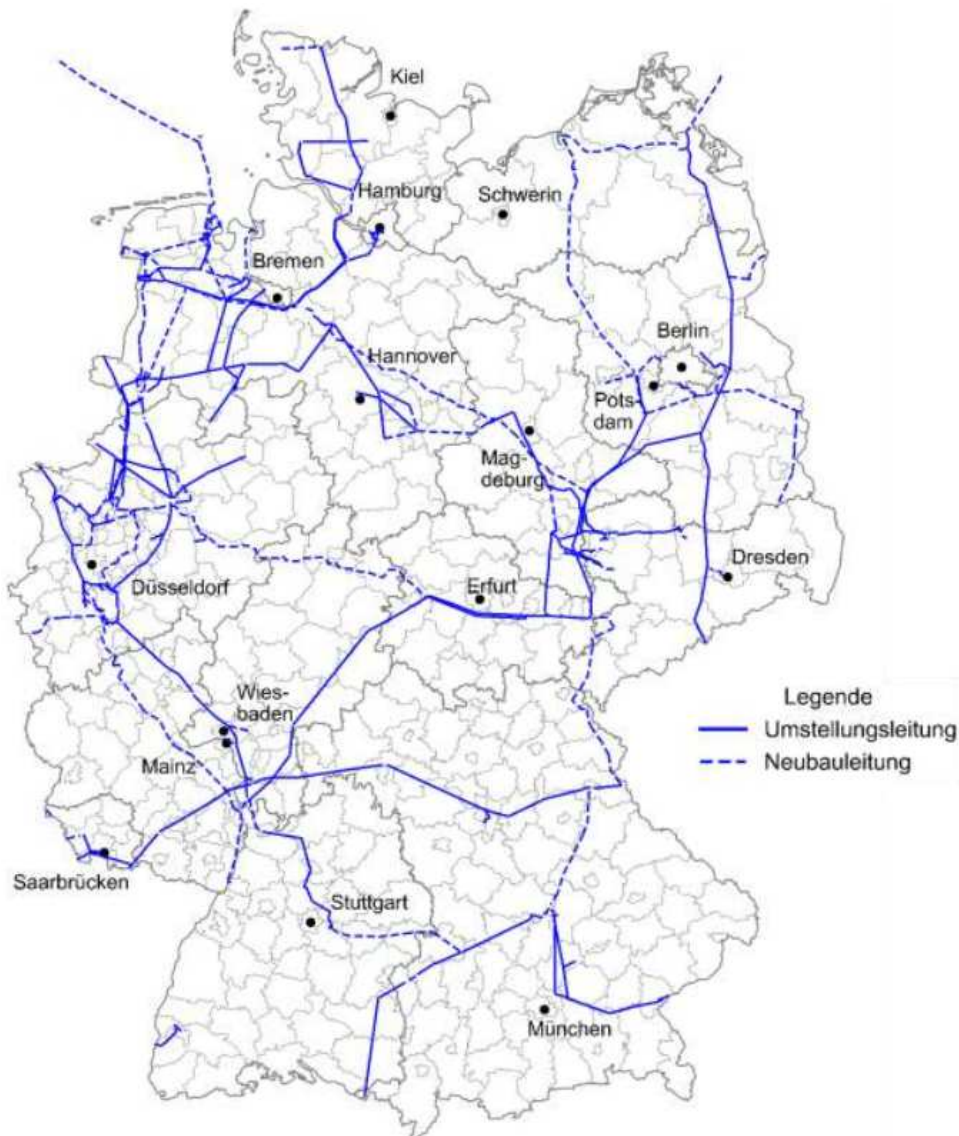 Kiel
Hamburg
Schwerin
Bremen
Berlin
Hannover
Pots-
dam
Mag-
deburg
Dresden
Düsseldorf
Erfurt
Wies-
baden
Legende
Umstellungsleitung
Mainz
Neubauleitung
Saarbrücken
Stuttgart
München